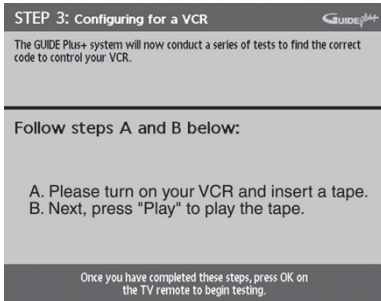 STEP 3: Configuring for a VCR
GUIDE Plus+
The GUIDE Plus+ system will now conduct a series of tests to find the correct
code to control your VCR.
Follow steps A and B below:
A. Please turn on your VCR and insert a tape.
B. Next, press "Play" to play the tape.
Once you have completed these steps, press OK on
the TV remote to begin testing.